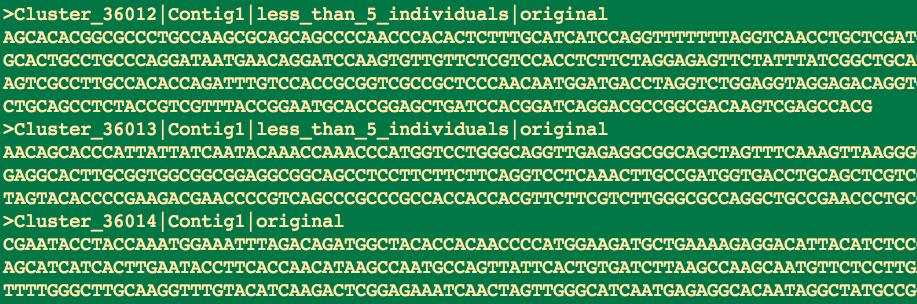 >Cluster_36012|Contig1|less_than_5_individuals|original
AGCACACGGCGCCCTGCCAAGCGCAGCAGCCCCAACCCACACTCTTTGCATCATCCAGGTTTTTTTAGGTCAACCTGCTCGAT
GCACTGCCTGCCCAGGATAATGAACAGGATCCAAGTGTTGTTCTCGTCCACCTCTTCTAGGAGAGTTCTATTTATCGGCTGCA
AGTCGCCTTGCCACACCAGATTTGTCCACCGCGGTCGCCGCTCCCAACAATGGATGACCTAGGTCTGGAGGTAGGAGACAGGT
CTGCAGCCTCTACCGTCGTTTACCGGAATGCACCGGAGCTGATCCACGGATCAGGACGCCGGCGACAAGTCGAGCCACG
>Cluster_36013|Contig1|less_than_5_individuals|original
AACAGCACCCATTATTATCAATACAAACCAAACCCATGGTCCTGGGCAGGTTGAGAGGCGGCAGCTAGTTTCAAAGTTAAGGG
GAGGCACTTGCGGTGGCGGCGGAGGCGGCAGCCTCCTTCTTCTTCAGGTCCTCAAACTTGCCGATGGTGACCTGCAGCTCGTC
TAGTACACCCCGAAGACGAACCCCGTCAGCCCGCCCGCCACCACCACGTTCTTCGTCTTGGGCGCCAGGCTGCCGAACCCTGC
>Cluster_36014|Contig1|original
CGAATACCTACCAAATGGAAATTTAGACAGATGGCTACACCACAACCCCATGGAAGATGCTGAAAAGAGGACATTACATCTCC
AGCATCATCACTTGAATACCTTCACCAACATAAGCCAATGCCAGTTATTCACTGTGATCTTAAGCCAAGCAATGTTCTCCTTG
TTTTGGGCTTGCAAGGTTTGTACATCAAGACTCGGAGAAATCAACTAGTTGGGCATCAATGAGAGGCACAATAGGCTATGCCG